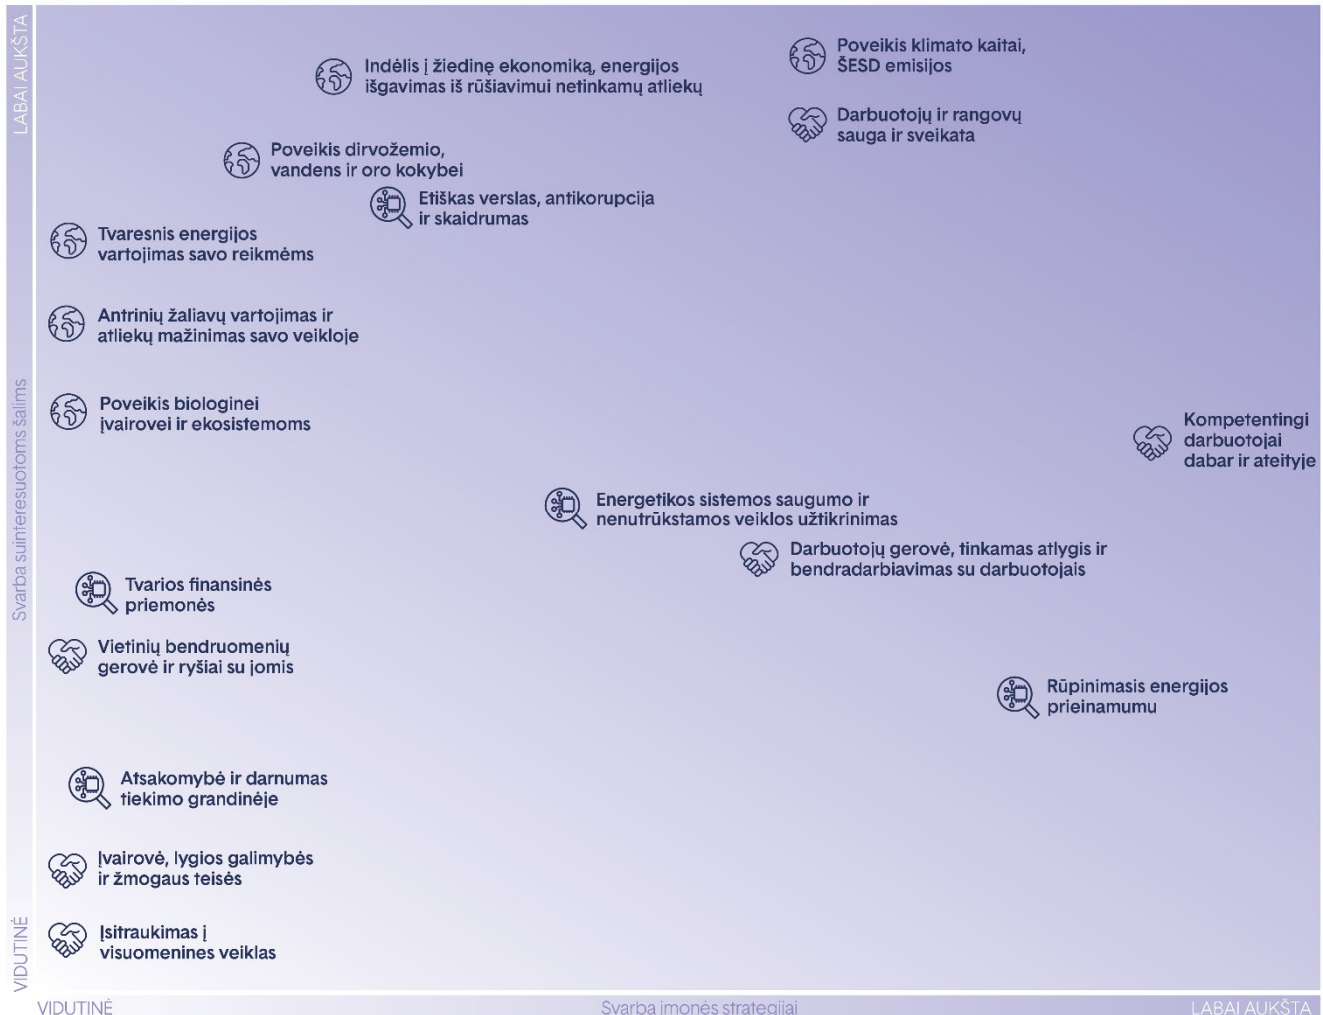 LABAI AUKŠTA
Svarba suinteresuotoms šalims
VIDUTINĖ
Indėlis į žiedinę ekonomiką, energijos
išgavimas iš rūšiavimui netinkamų atliekų
Poveikis klimato kaitai,
ŠESD emisijos
Darbuotojų ir rangovų
sauga ir sveikata
Poveikis dirvožemio,
vandens ir oro kokybei
Etiškas verslas, antikorupcija
ir skaidrumas
Tvaresnis energijos
vartojimas savo reikmėms
Antrinių žaliavų vartojimas ir
atliekų mažinimas savo veikloje
Poveikis biologinei
įvairovei ir ekosistemoms
Kompetentingi
darbuotojai
dabar ir ateityje
Energetikos sistemos saugumo ir
nenutrūkstamos veiklos užtikrinimas
Darbuotojų gerovė, tinkamas atlygis ir
bendradarbiavimas su darbuotojais
Tvarios finansinės
priemonės
Vietinių bendruomenių
gerovė ir ryšiai su jomis
Rūpinimasis energijos
prieinamumu
Atsakomybė ir darnumas
tiekimo grandinėje
Įvairovė, lygios galimybės
ir žmogaus teisės
Įsitraukimas į
visuomenines veiklas
VIDUTINĖ
Svarba įmonės strategijai
LABAI AUKŠTA